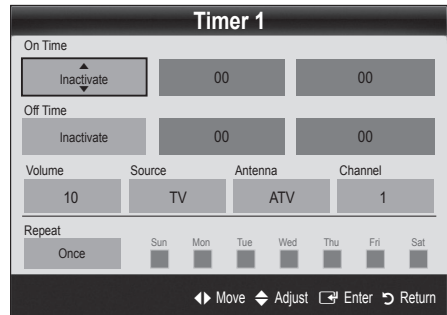 Timer 1
On Time
Inactivate 00 00
Off Time
Inactivate 00 00
Volume Source Antenna Channel
10 TV ATV 1
Repeat
Once Sun Mon Tue Wed Thu Fri Sat
Move Adjust Enter Return